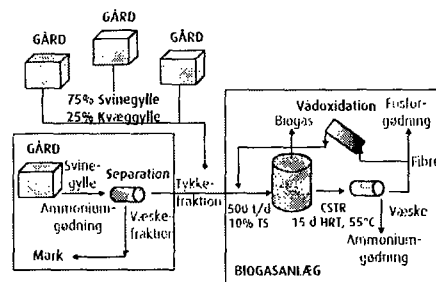 GÅRD
GÅRD
GÅRD
75% Svinegylle
25% Kvæggylle
GÅRD
Svine-
gylle
Separation
Ammonium-
gødning
Væske-
fraktion
Mark
Tykke-
fraktion
Vådoxidation
Biogas
Fosfor-
gødning
Fibre
500 t/d
10% TS
CSTR
15 d HRT, 55°C
Væske
Ammonium-
gødning
BIOGASANLÆG